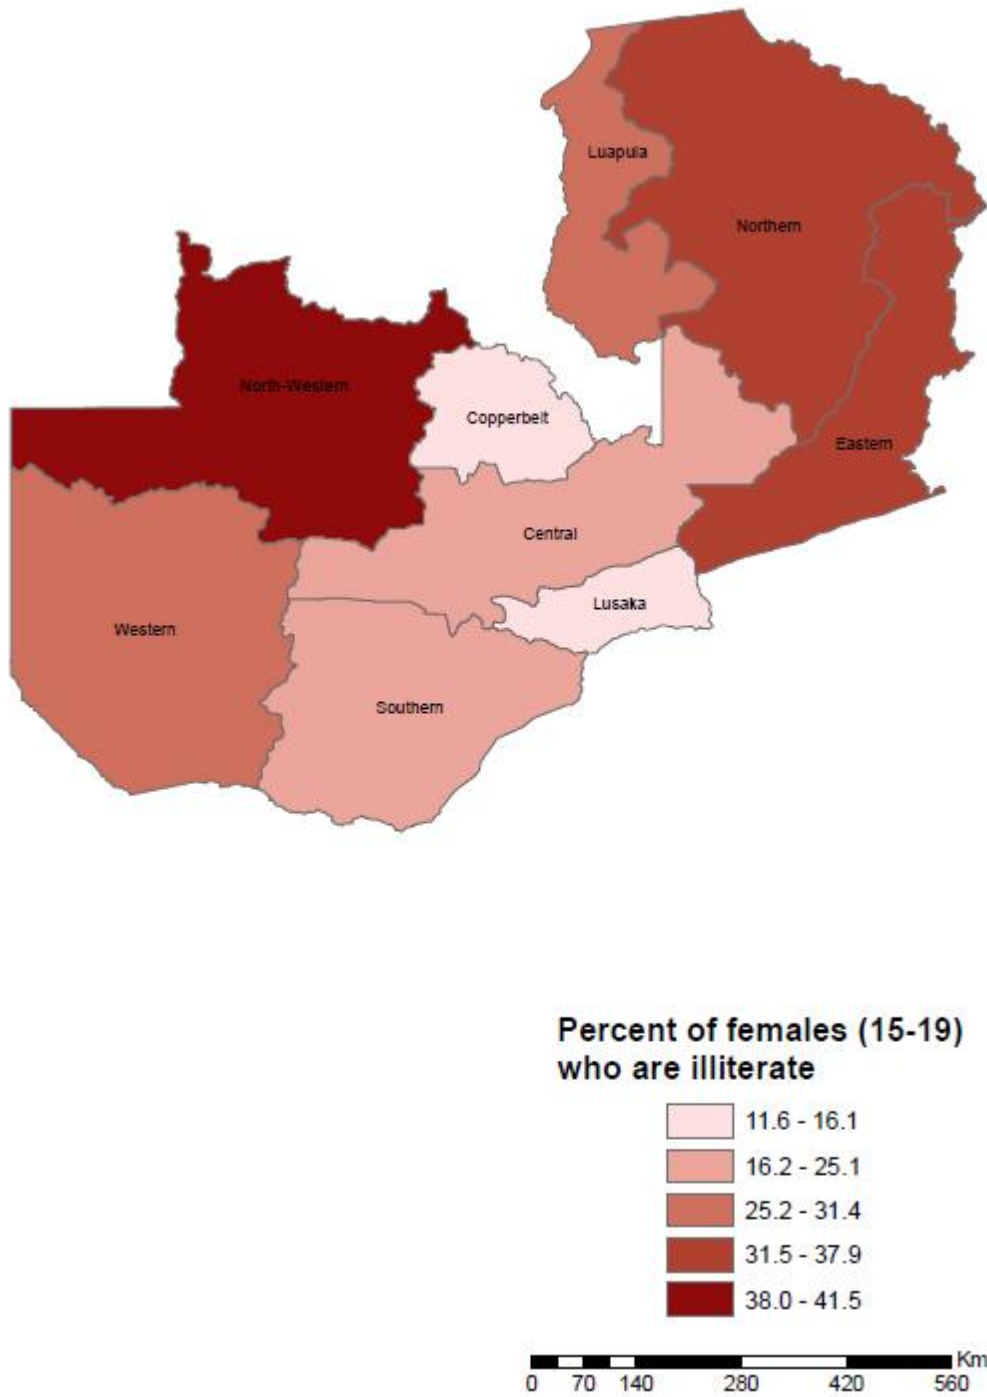 Luapula
Northern
North-Western
Copperbelt
Eastern
Central
Lusaka
Western
Southern
Percent of females (15-19)
who are illiterate
11.6 - 16.1
16.2 - 25.1
25.2 - 31.4
31.5 - 37.9
38.0 - 41.5
Km
0 70 140 280 420 560